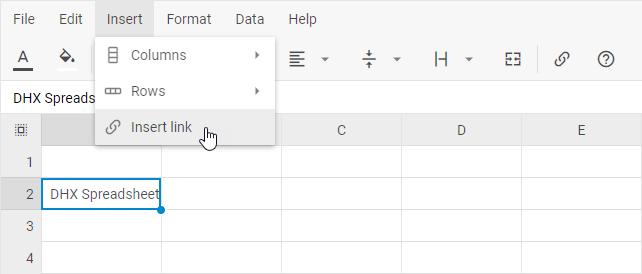 File Edit Insert Format Data Help
A
Columns
DHX Spreads
Rows
Insert link
C D E
1
2 DHX Spreadsheet
3
4